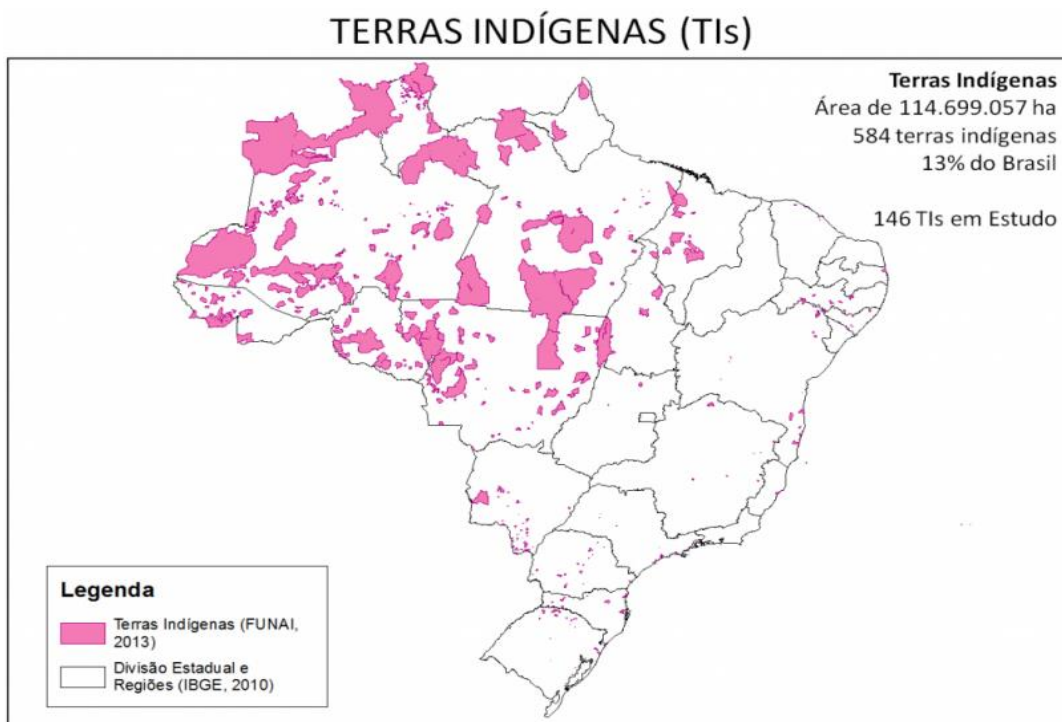 TERRAS INDÍGENAS (TIs)
Terras Indígenas
Área de 114.699.057 ha
584 terras indígenas
13% do Brasil
146 TIs em Estudo
Legenda
Terras Indígenas (FUNAI,
2013)
Divisão Estadual e
Regiões (IBGE, 2010)